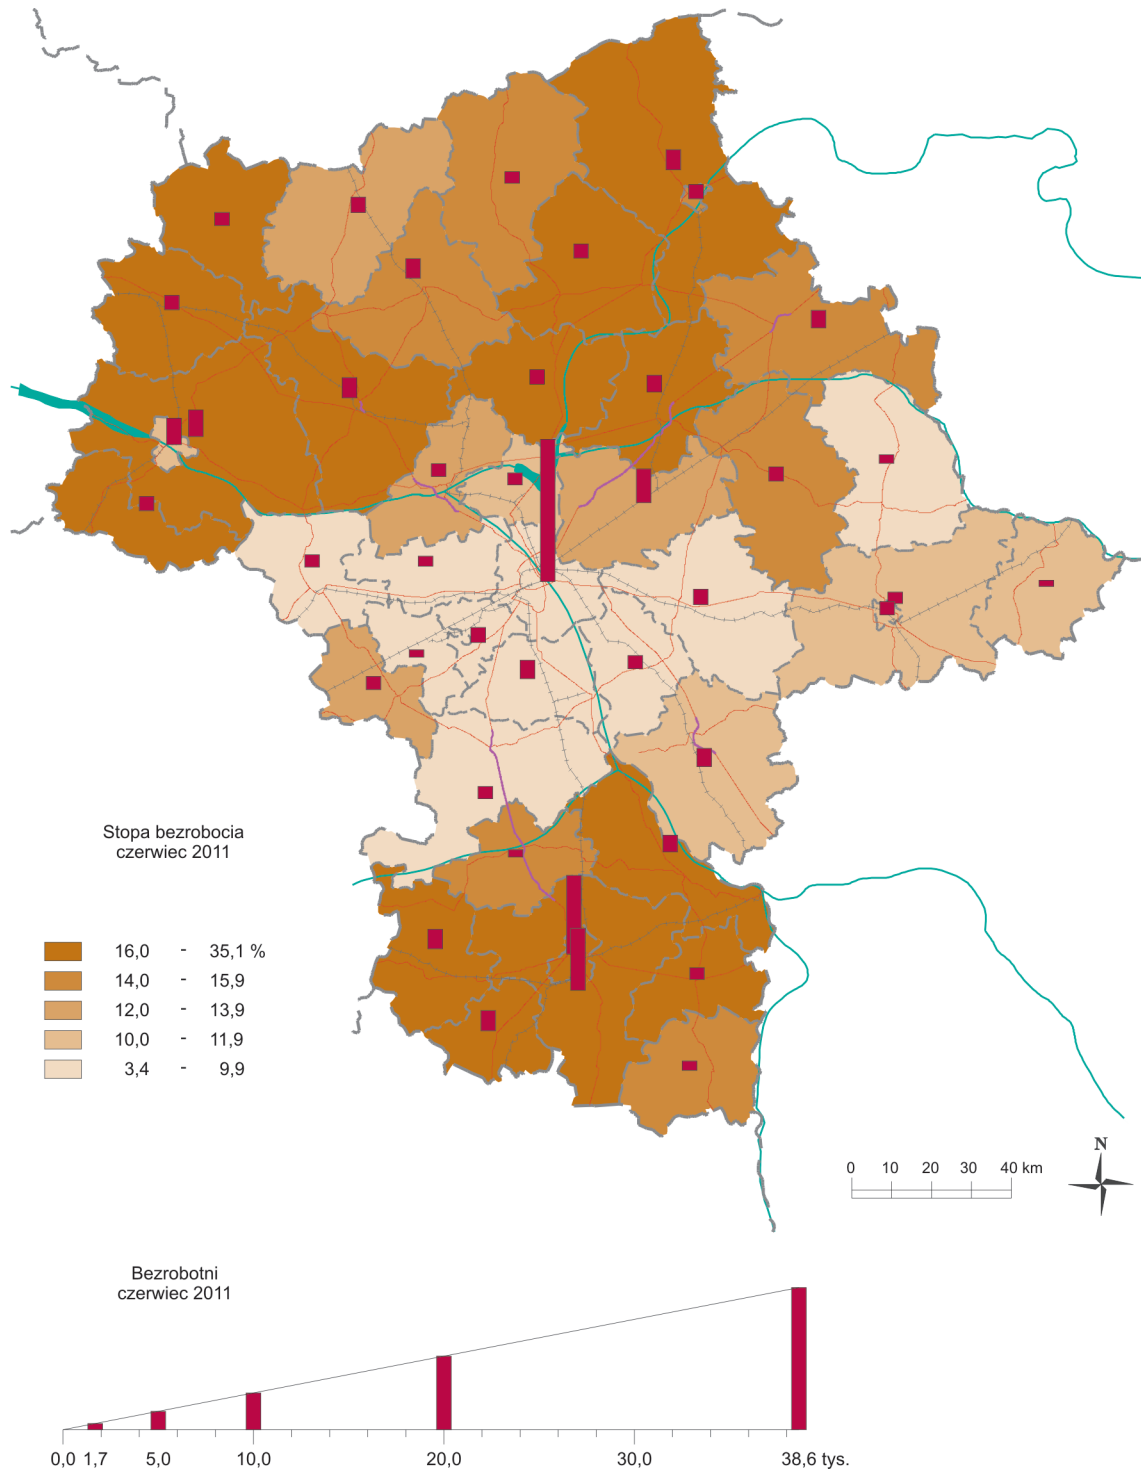 Stopa bezrobocia
czerwiec 2011
16,0 - 35,1 %
14,0 - 15,9
12,0 - 13,9
10,0 - 11,9
3,4 - 9,9
N
0 10 20 30 40 km
Bezrobotni
czerwiec 2011
0,0 1,7 5,0 10,0 20,0 30,0 38,6 tys.